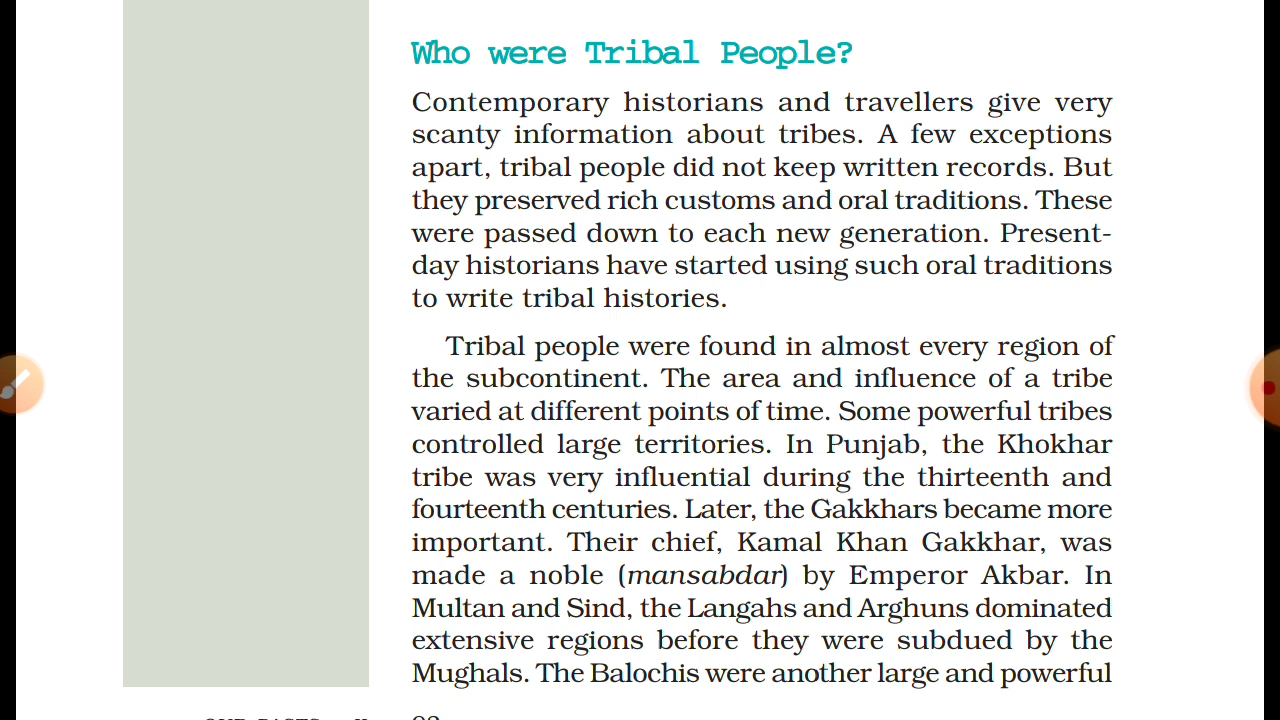 Who were Tribal People?
Contemporary historians and travellers give very
scanty information about tribes. A few exceptions
apart, tribal people did not keep written records. But
they preserved rich customs and oral traditions. These
were passed down to each new generation. Present-
day historians have started using such oral traditions
to write tribal histories.
Tribal people were found in almost every region of
the subcontinent. The area and influence of a tribe
varied at different points of time. Some powerful tribes
controlled large territories. In Punjab, the Khokhar
tribe was very influential during the thirteenth and
fourteenth centuries. Later, the Gakkhars became more
important. Their chief, Kamal Khan Gakkhar, was
made a noble (mansabdar) by Emperor Akbar. In
Multan and Sind, the Langahs and Arghuns dominated
extensive regions before they were subdued by the
Mughals. The Balochis were another large and powerful